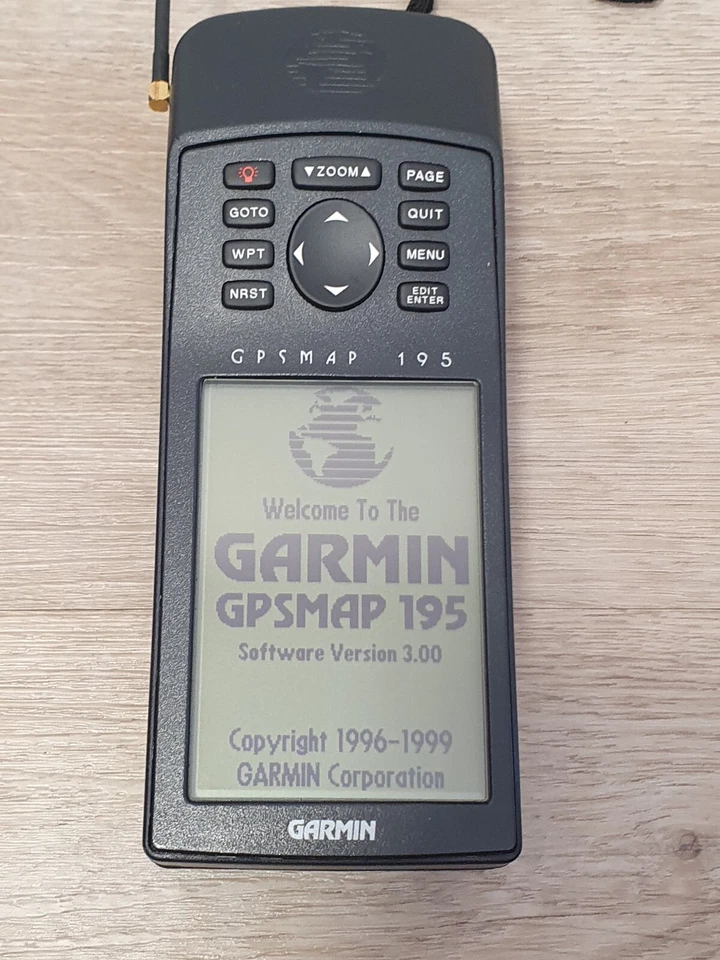 ▼ZOOM▲
PAGE
GOTO
QUIT
WPT
MENU
NRST
EDIT
ENTER
GPSMAP 195
Welcome To The
GARMIN
GPSMAP 195
Software Version 3.00
Copyright 1996-1999
GARMIN Corporation
GARMIN